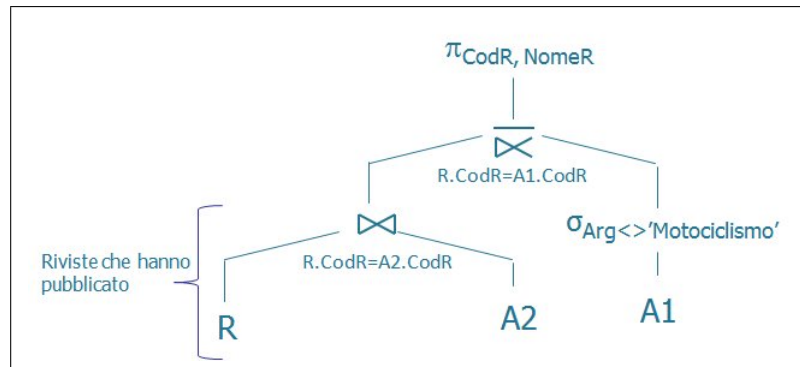 πCodR, NomeR
R.CodR=A1.CodR
σArg<>’Motociclismo’
Riviste che hanno
pubblicato
R.CodR=A2.CodR
R
A2
A1